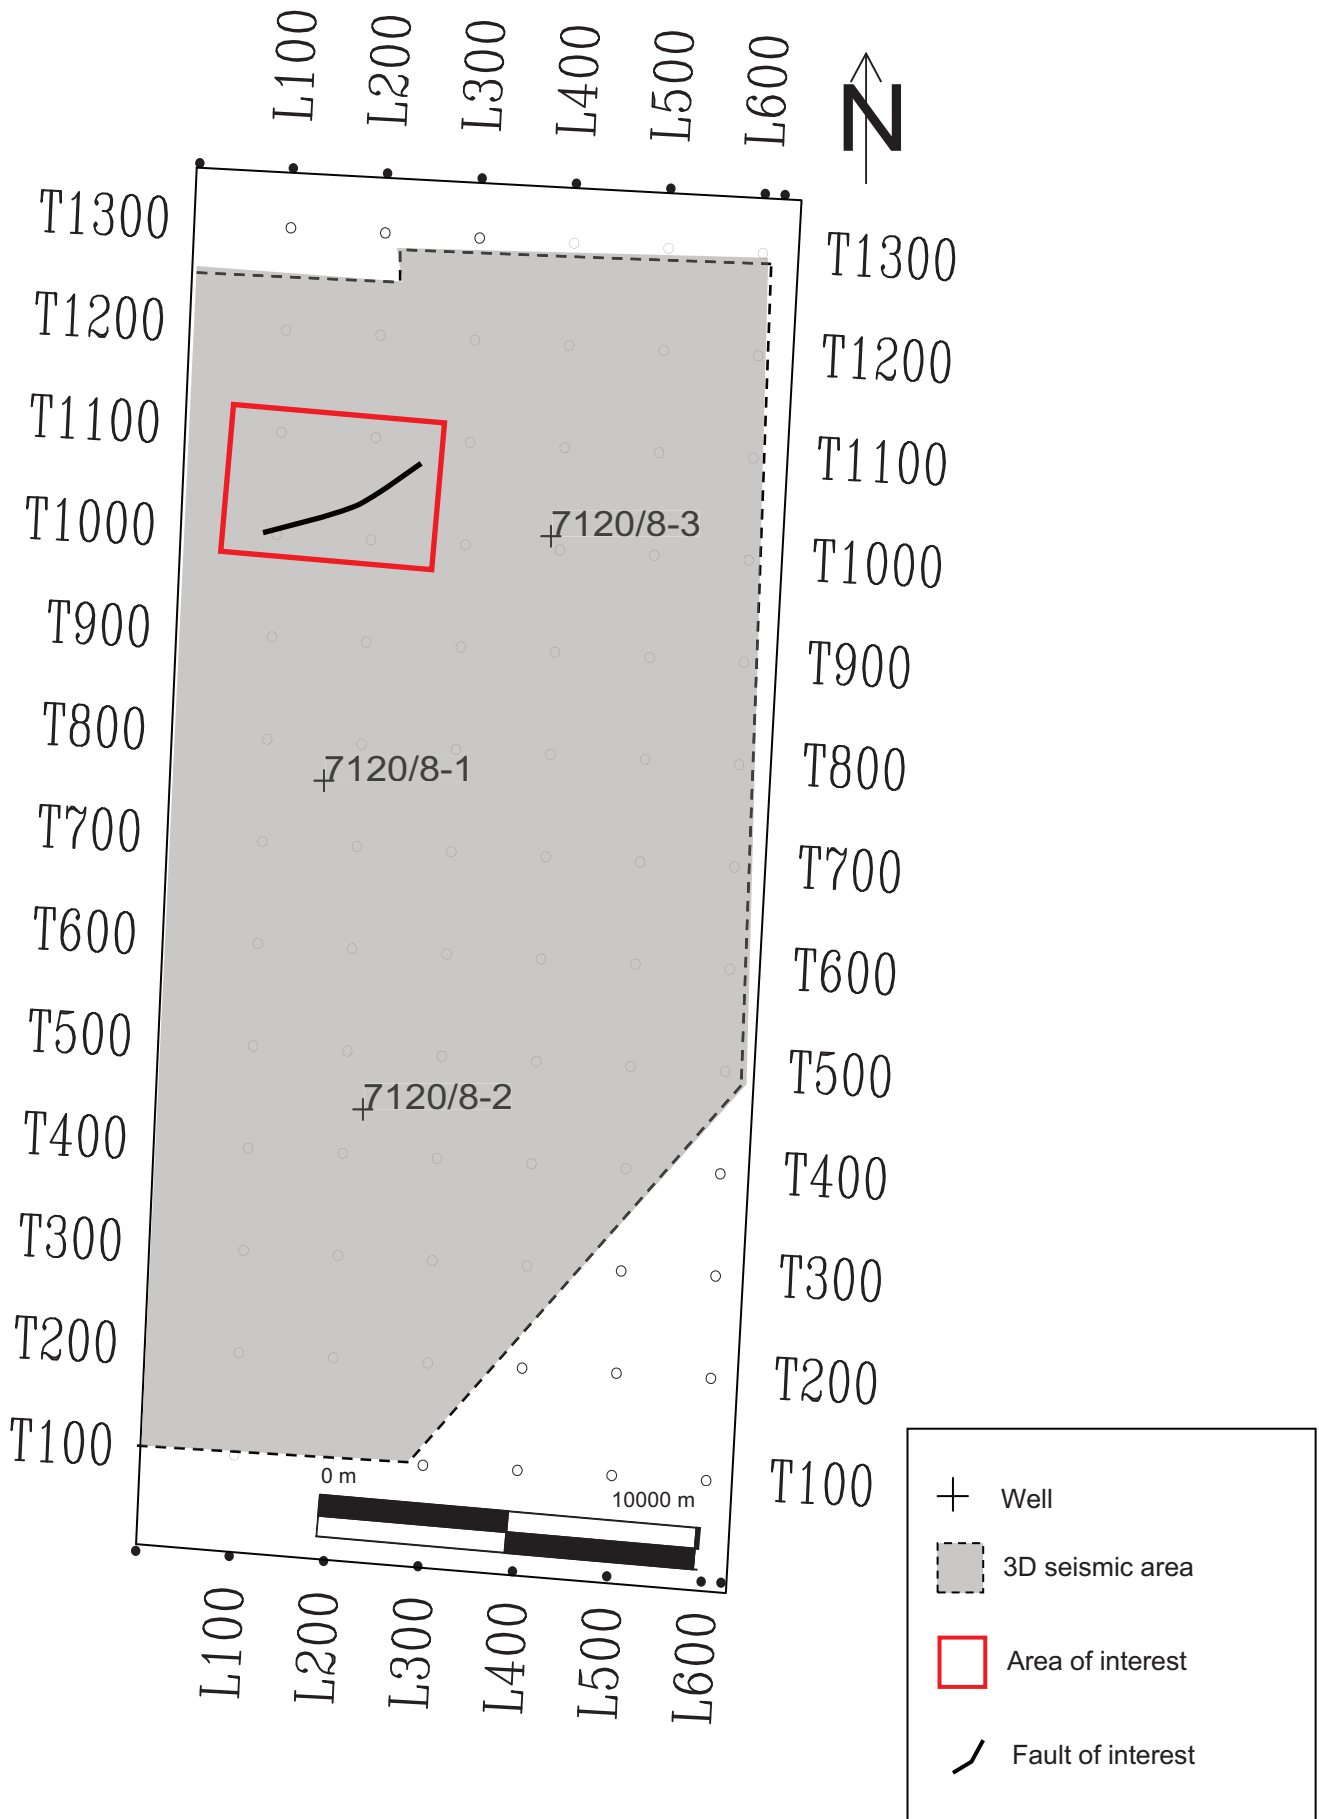 L100
L200
L300
L400
L500
L600
N
T1300
T1200
T1100
T1000
T900
T800
T700
T600
T500
T400
T300
T200
T100
T1300
T1200
T1100
T1000
T900
T800
T700
T600
T500
T400
T300
T200
T100
7120/8-3
7120/8-1
7120/8-2
0 m
10000 m
L100
L200
L300
L400
L500
L600
Well
3D seismic area
Area of interest
Fault of interest